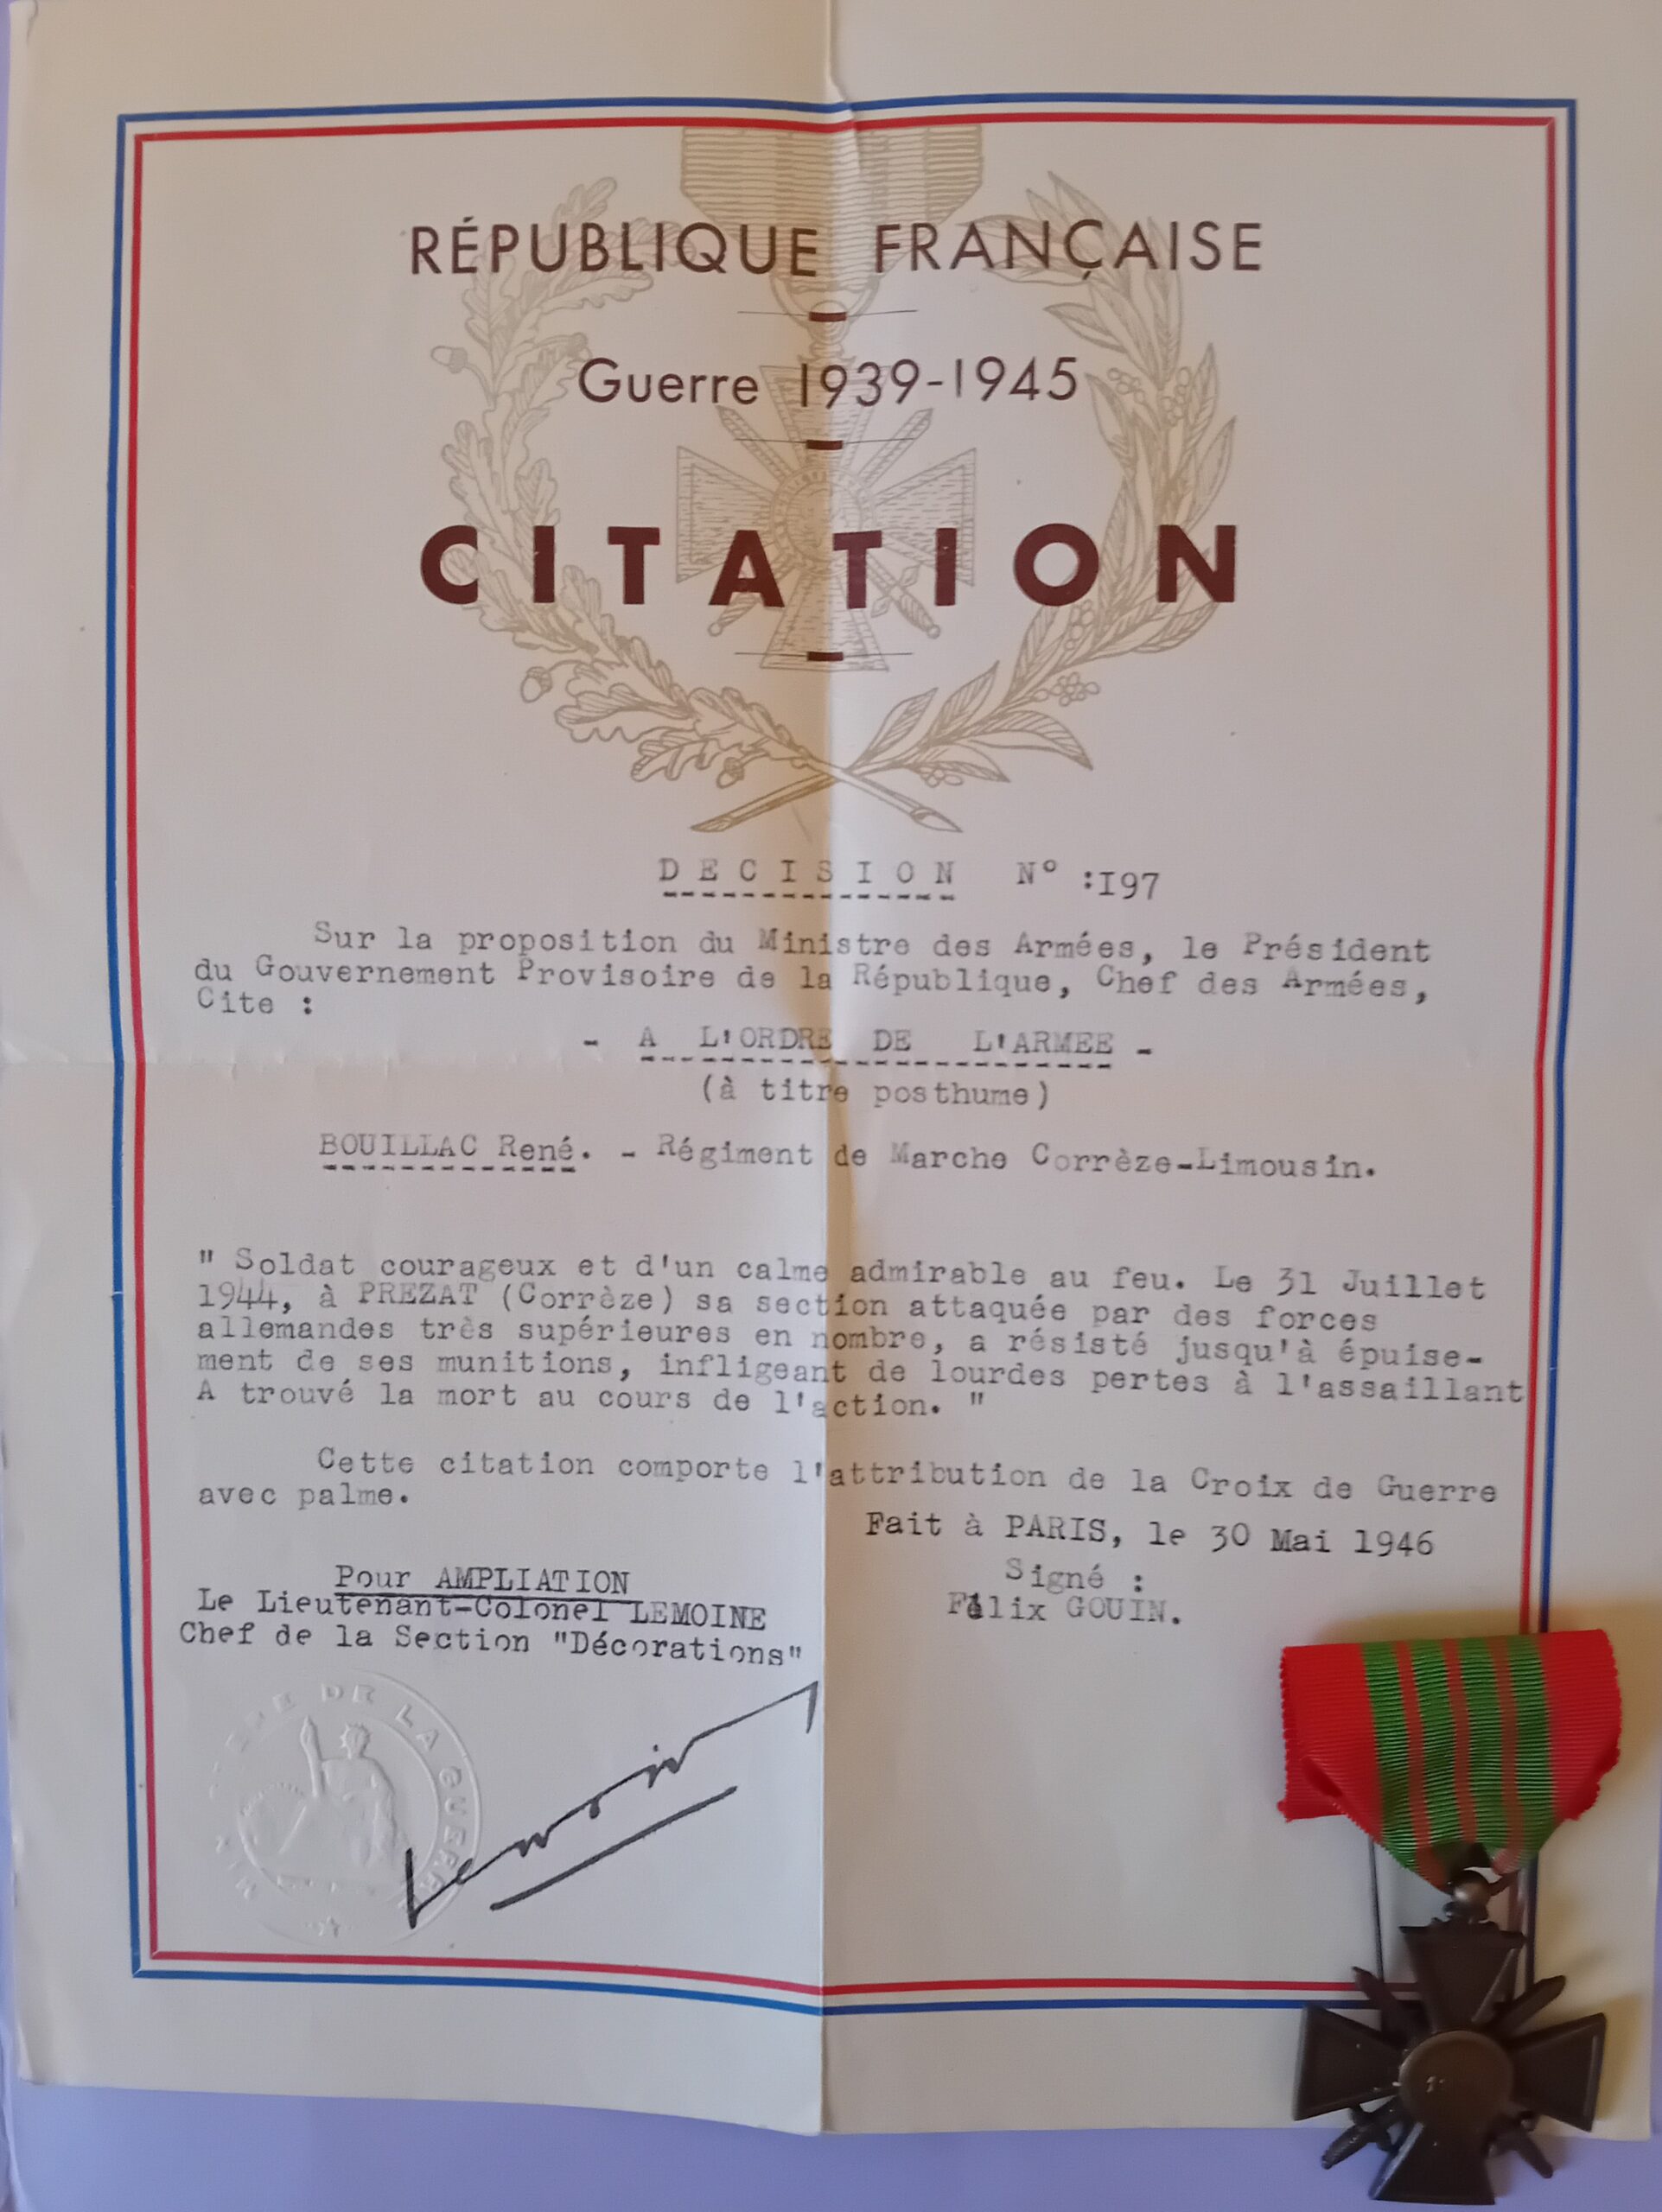 RÉPUBLIQUE FRANÇAISE
Guerre 1939-1945
CITATION
DECISION N° :I97
Sur la proposition du Ministre des Armées, le Président
du Gouvernement Provisoire de la République, Chef des Armées,
Cite :
- A L'ORDRE DE L'ARMEE -
(à titre posthume)
BOUILLAC René. - Régiment de Marche Corrèze-Limousin.
" Soldat courageux et d'un calme admirable au feu. Le 31 Juillet
1944, à PREZAT (Corrèze) sa section attaquée par des forces
allemandes très supérieures en nombre, a résisté jusqu'à épuise-
ment de ses munitions, infligeant de lourdes pertes à l'assaillant
A trouvé la mort au cours de l'action. "
Cette citation comporte l'attribution de la Croix de Guerre
avec palme.
Fait à PARIS, le 30 Mai 1946
Signé :
Félix GOUIN.
Pour AMPLIATION
Le Lieutenant-Colonel LEMOINE
Chef de la Section "Décorations"
DE LA GUERRE
Lemoine